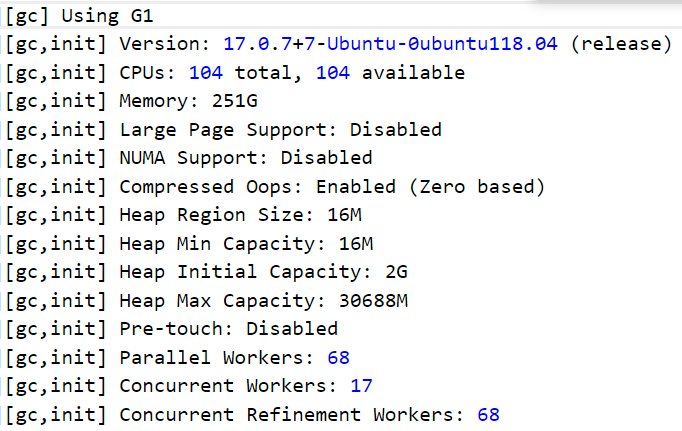 [gc] Using G1
[gc,init] Version: 17.0.7+7-Ubuntu-0ubuntu118.04 (release)
[gc,init] CPUs: 104 total, 104 available
[gc,init] Memory: 251G
[gc,init] Large Page Support: Disabled
[gc,init] NUMA Support: Disabled
[gc,init] Compressed Oops: Enabled (Zero based)
[gc,init] Heap Region Size: 16M
[gc,init] Heap Min Capacity: 16M
[gc,init] Heap Initial Capacity: 2G
[gc,init] Heap Max Capacity: 30688M
[gc,init] Pre-touch: Disabled
[gc,init] Parallel Workers: 68
[gc,init] Concurrent Workers: 17
[gc,init] Concurrent Refinement Workers: 68